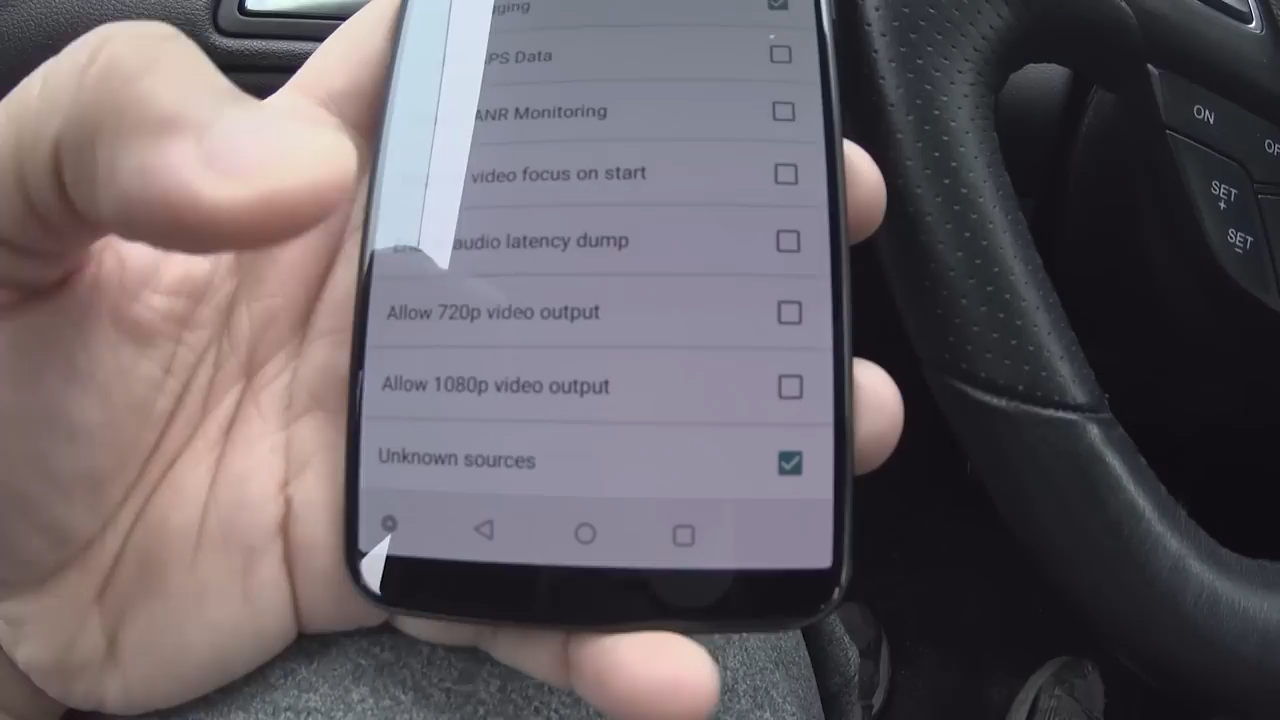 Data
ANR Monitoring
video focus on start
audio latency dump
Allow 720p video output
Allow 1080p video output
Unknown sources
ON
SET
+
SET
-